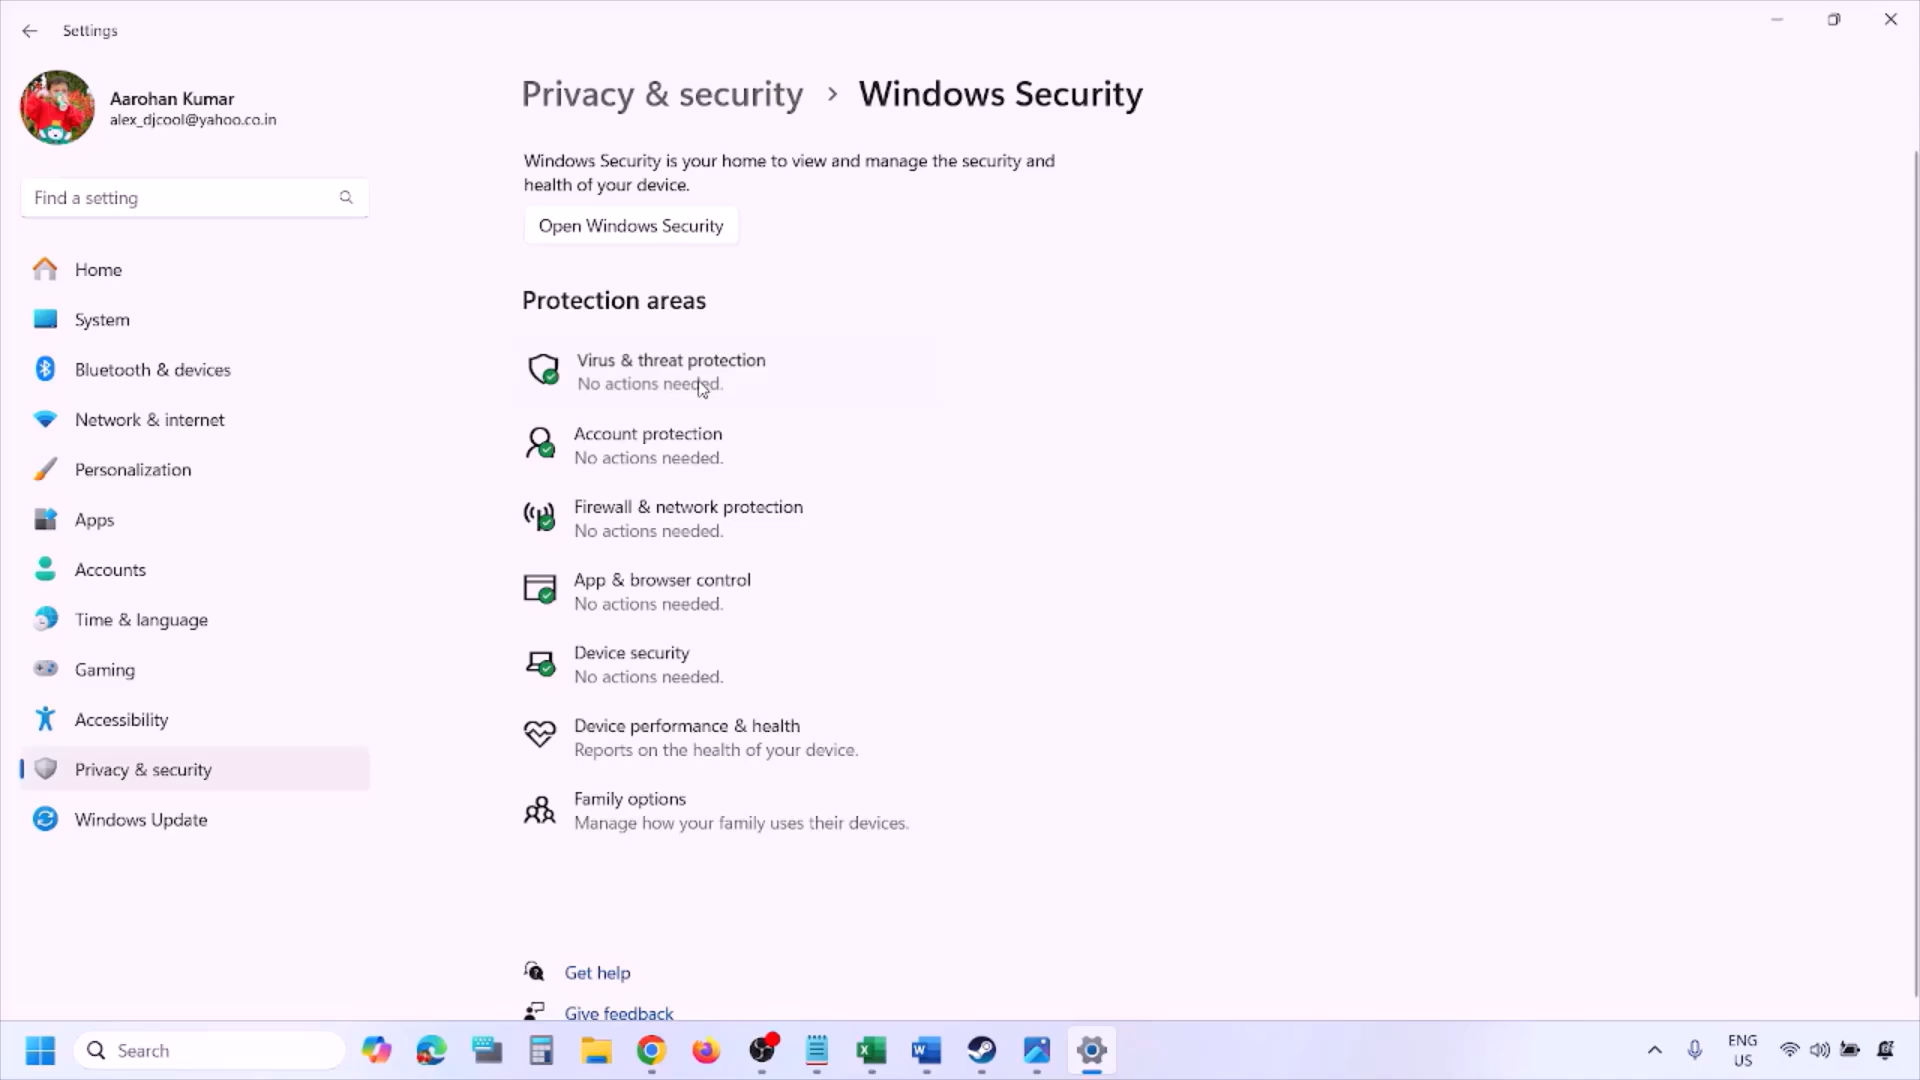 Settings
Aarohan Kumar
alex_djcool@yahoo.co.in
Find a setting
Home
System
Bluetooth & devices
Network & internet
Personalization
Apps
Accounts
Time & language
Gaming
Accessibility
Privacy & security
Windows Update
Privacy & security > Windows Security
Windows Security is your home to view and manage the security and
health of your device.
Open Windows Security
Protection areas
Virus & threat protection
No actions needed.
Account protection
No actions needed.
Firewall & network protection
No actions needed.
App & browser control
No actions needed.
Device security
No actions needed.
Device performance & health
Reports on the health of your device.
Family options
Manage how your family uses their devices.
Get help
Give feedback
Search
ENG
US